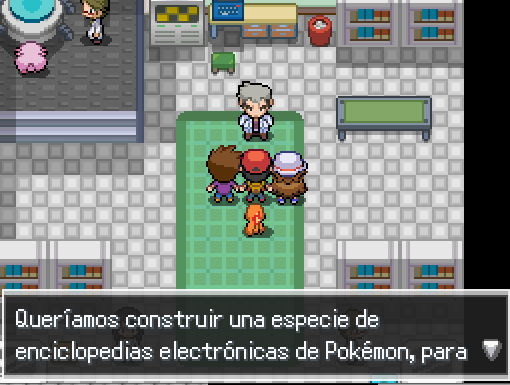 Queríamos construir una especie de
enciclopedias electrónicas de Pokémon, para